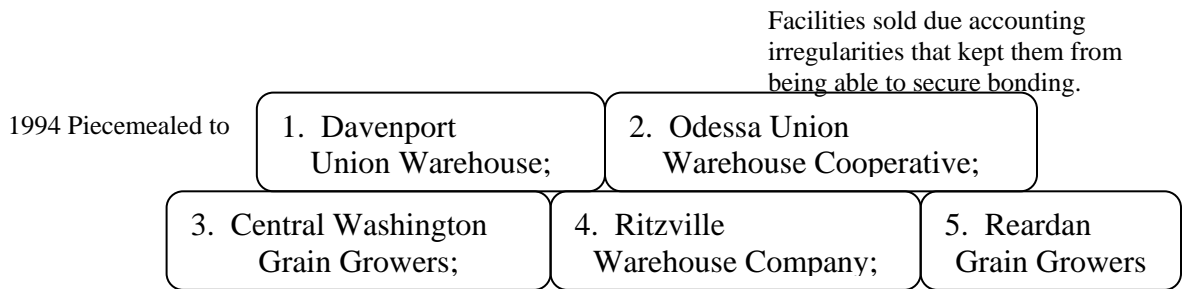 Facilities sold due accounting
irregularities that kept them from
being able to secure bonding.
1994 Piecemealed to
1. Davenport
Union Warehouse;
2. Odessa Union
Warehouse Cooperative;
3. Central Washington
Grain Growers;
4. Ritzville
Warehouse Company;
5. Reardan
Grain Growers